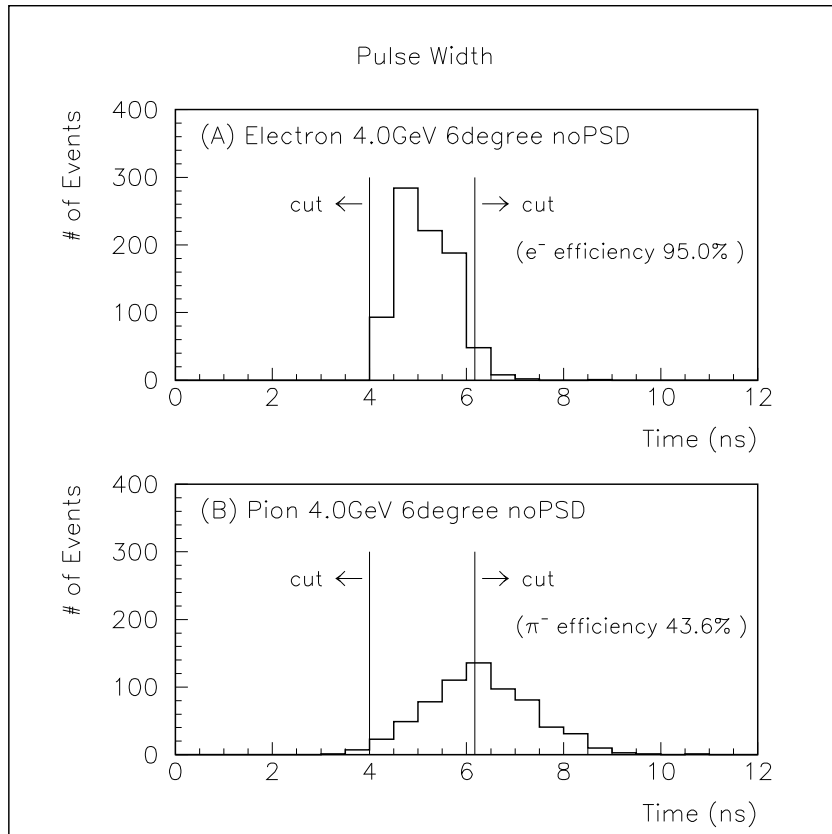 Pulse Width
(A) Electron 4.0GeV 6degree noPSD
cut ← → cut
(e⁻ efficiency 95.0% )
# of Events
400
300
200
100
0
0 2 4 6 8 10 12
Time (ns)
(B) Pion 4.0GeV 6degree noPSD
cut ← → cut
(π⁻ efficiency 43.6% )
# of Events
400
300
200
100
0
0 2 4 6 8 10 12
Time (ns)